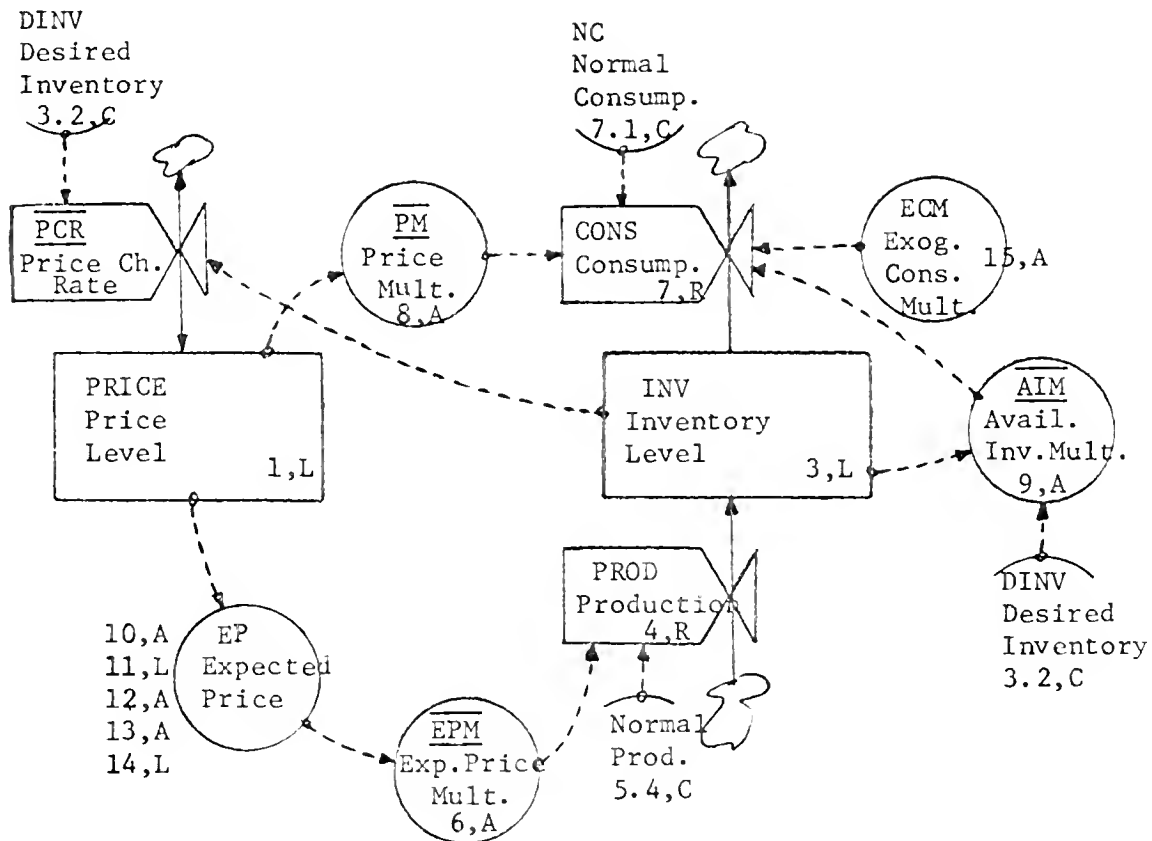 DINV
Desired
Inventory
3.2,C
NC
Normal
Consump.
7.1,C
PCR
Price Ch.
Rate
PM
Price
Mult.
8,A
CONS
Consump.
7,R
ECM
Exog.
Cons.
Mult.
15,A
PRICE
Price
Level
1,L
INV
Inventory
Level
3,L
AIM
Avail.
Inv.Mult.
9,A
PROD
Production
4,R
DINV
Desired
Inventory
3.2,C
10,A
11,L
12,A
13,A
14,L
EP
Expected
Price
EPM
Exp.Price
Mult.
6,A
Normal
Prod.
5.4,C